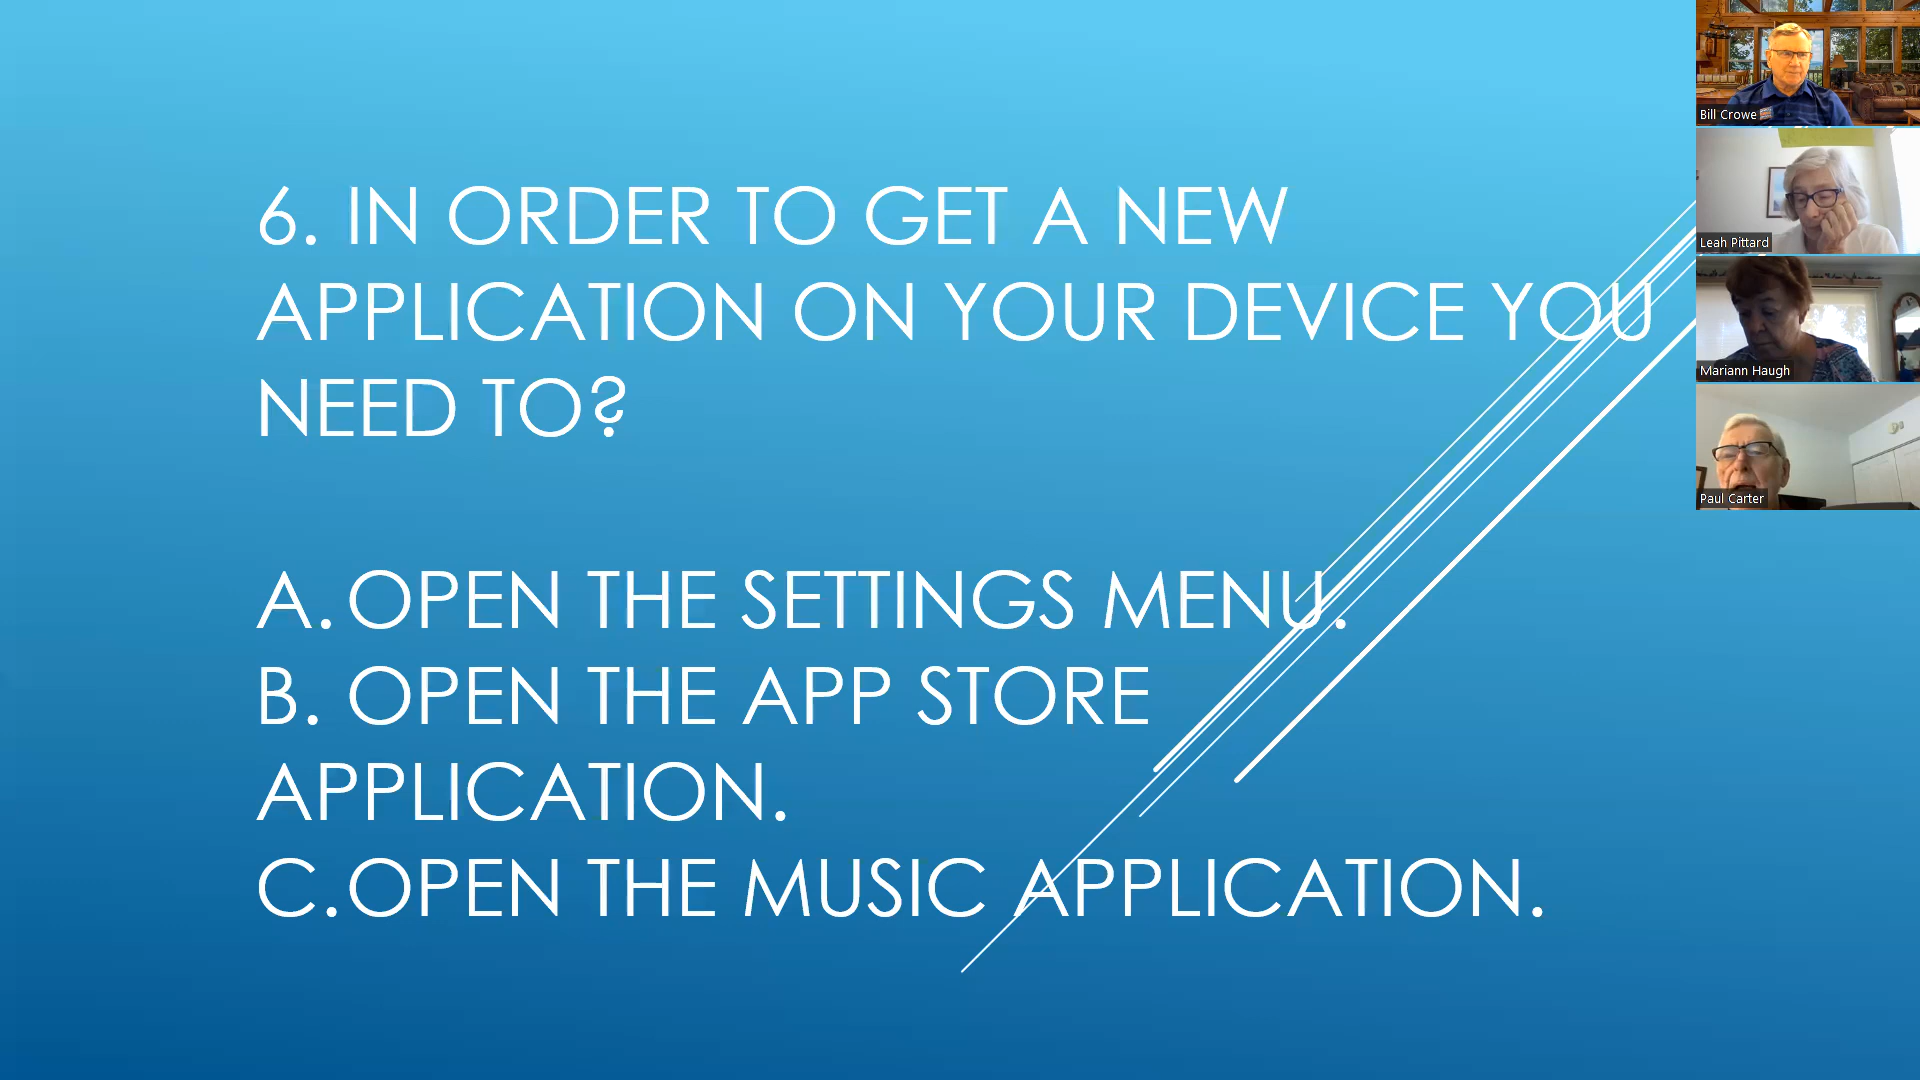 6. IN ORDER TO GET A NEW
APPLICATION ON YOUR DEVICE YOU
NEED TO?
A. OPEN THE SETTINGS MENU.
B. OPEN THE APP STORE
APPLICATION.
C. OPEN THE MUSIC APPLICATION.
Bill Crowe
Leah Pittard
Mariann Haugh
Paul Carter